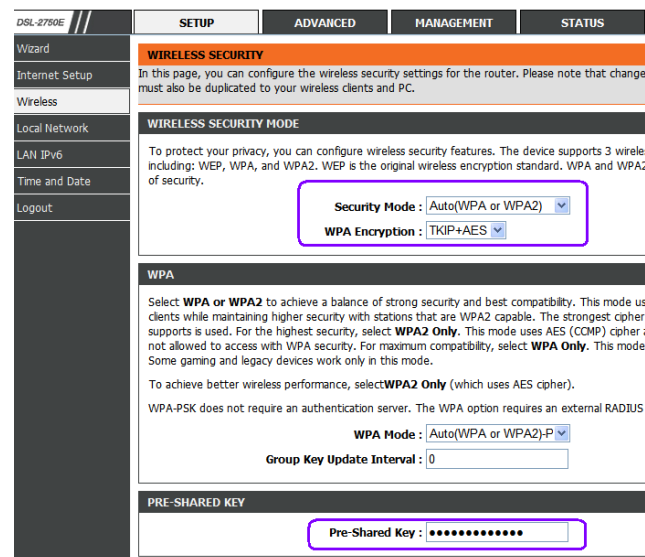 DSL-2750E
SETUP ADVANCED MANAGEMENT STATUS
Wizard
Internet Setup
Wireless
Local Network
LAN IPv6
Time and Date
Logout
WIRELESS SECURITY
In this page, you can configure the wireless security settings for the router. Please note that change
must also be duplicated to your wireless clients and PC.
WIRELESS SECURITY MODE
To protect your privacy, you can configure wireless security features. The device supports 3 wirele
including: WEP, WPA, and WPA2. WEP is the original wireless encryption standard. WPA and WPA2
of security.
Security Mode : Auto(WPA or WPA2)
WPA Encryption : TKIP+AES
WPA
Select WPA or WPA2 to achieve a balance of strong security and best compatibility. This mode us
clients while maintaining higher security with stations that are WPA2 capable. The strongest cipher
supports is used. For the highest security, select WPA2 Only. This mode uses AES (CCMP) cipher a
not allowed to access with WPA security. For maximum compatibility, select WPA Only. This mode
Some gaming and legacy devices work only in this mode.
To achieve better wireless performance, selectWPA2 Only (which uses AES cipher).
WPA-PSK does not require an authentication server. The WPA option requires an external RADIUS
WPA Mode : Auto(WPA or WPA2)-P
Group Key Update Interval : 0
PRE-SHARED KEY
Pre-Shared Key : •••••••••••••